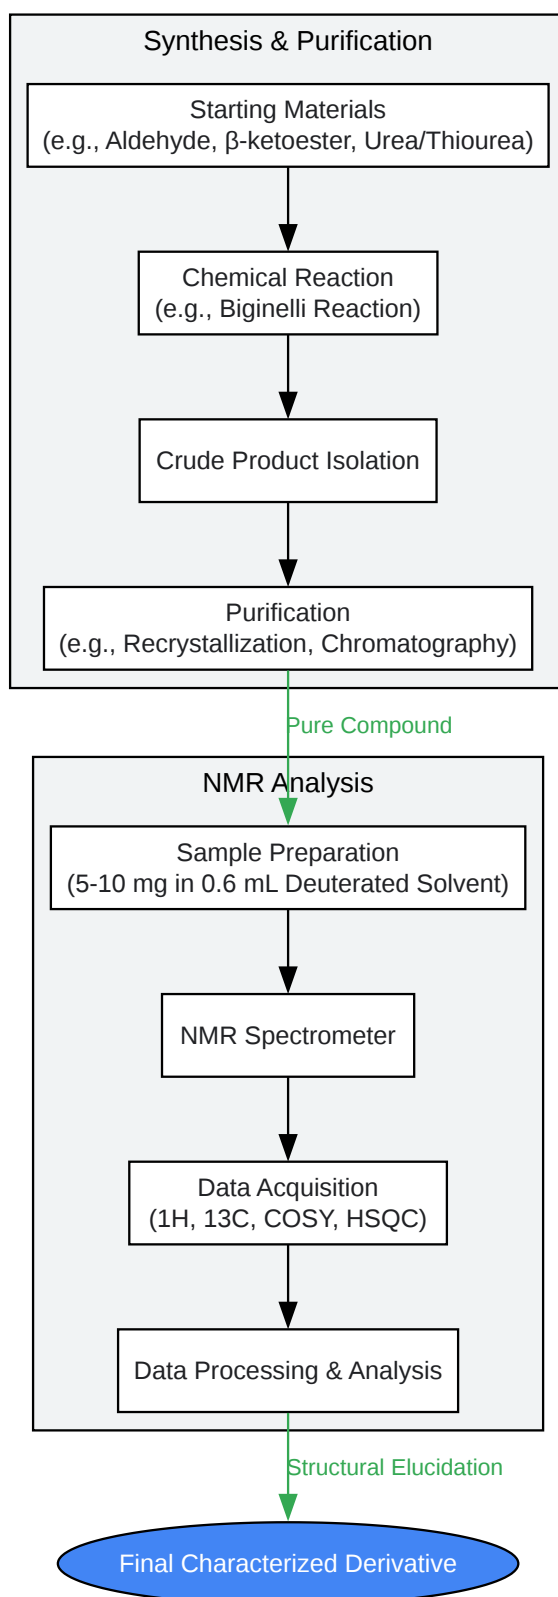 Synthesis & Purification
Starting Materials
(e.g., Aldehyde, β-ketoester, Urea/Thiourea)
Chemical Reaction
(e.g., Biginelli Reaction)
Crude Product Isolation
Purification
(e.g., Recrystallization, Chromatography)
Pure Compound
NMR Analysis
Sample Preparation
(5-10 mg in 0.6 mL Deuterated Solvent)
NMR Spectrometer
Data Acquisition
(1H, 13C, COSY, HSQC)
Data Processing & Analysis
Structural Elucidation
Final Characterized Derivative